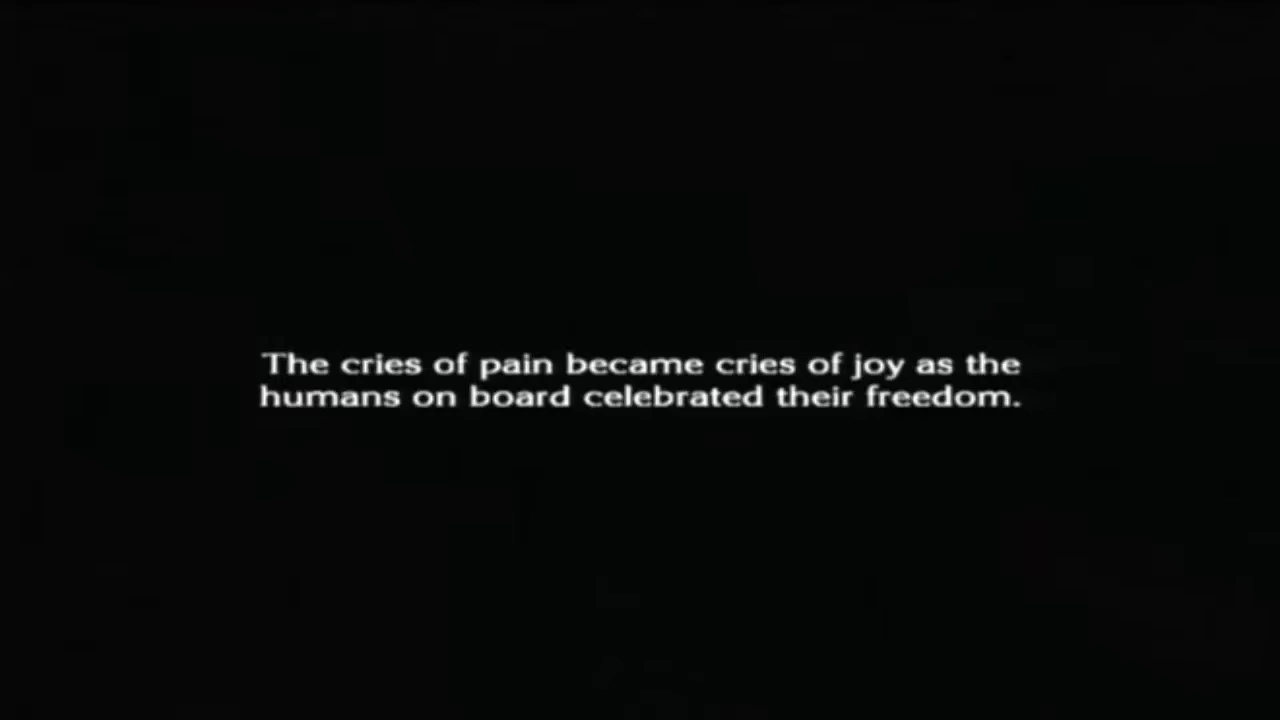 The cries of pain became cries of joy as the
humans on board celebrated their freedom.